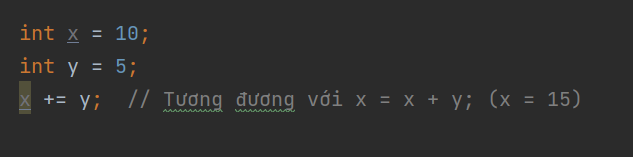 int x = 10;
int y = 5;
x += y;  // Tương đương với x = x + y; (x = 15)